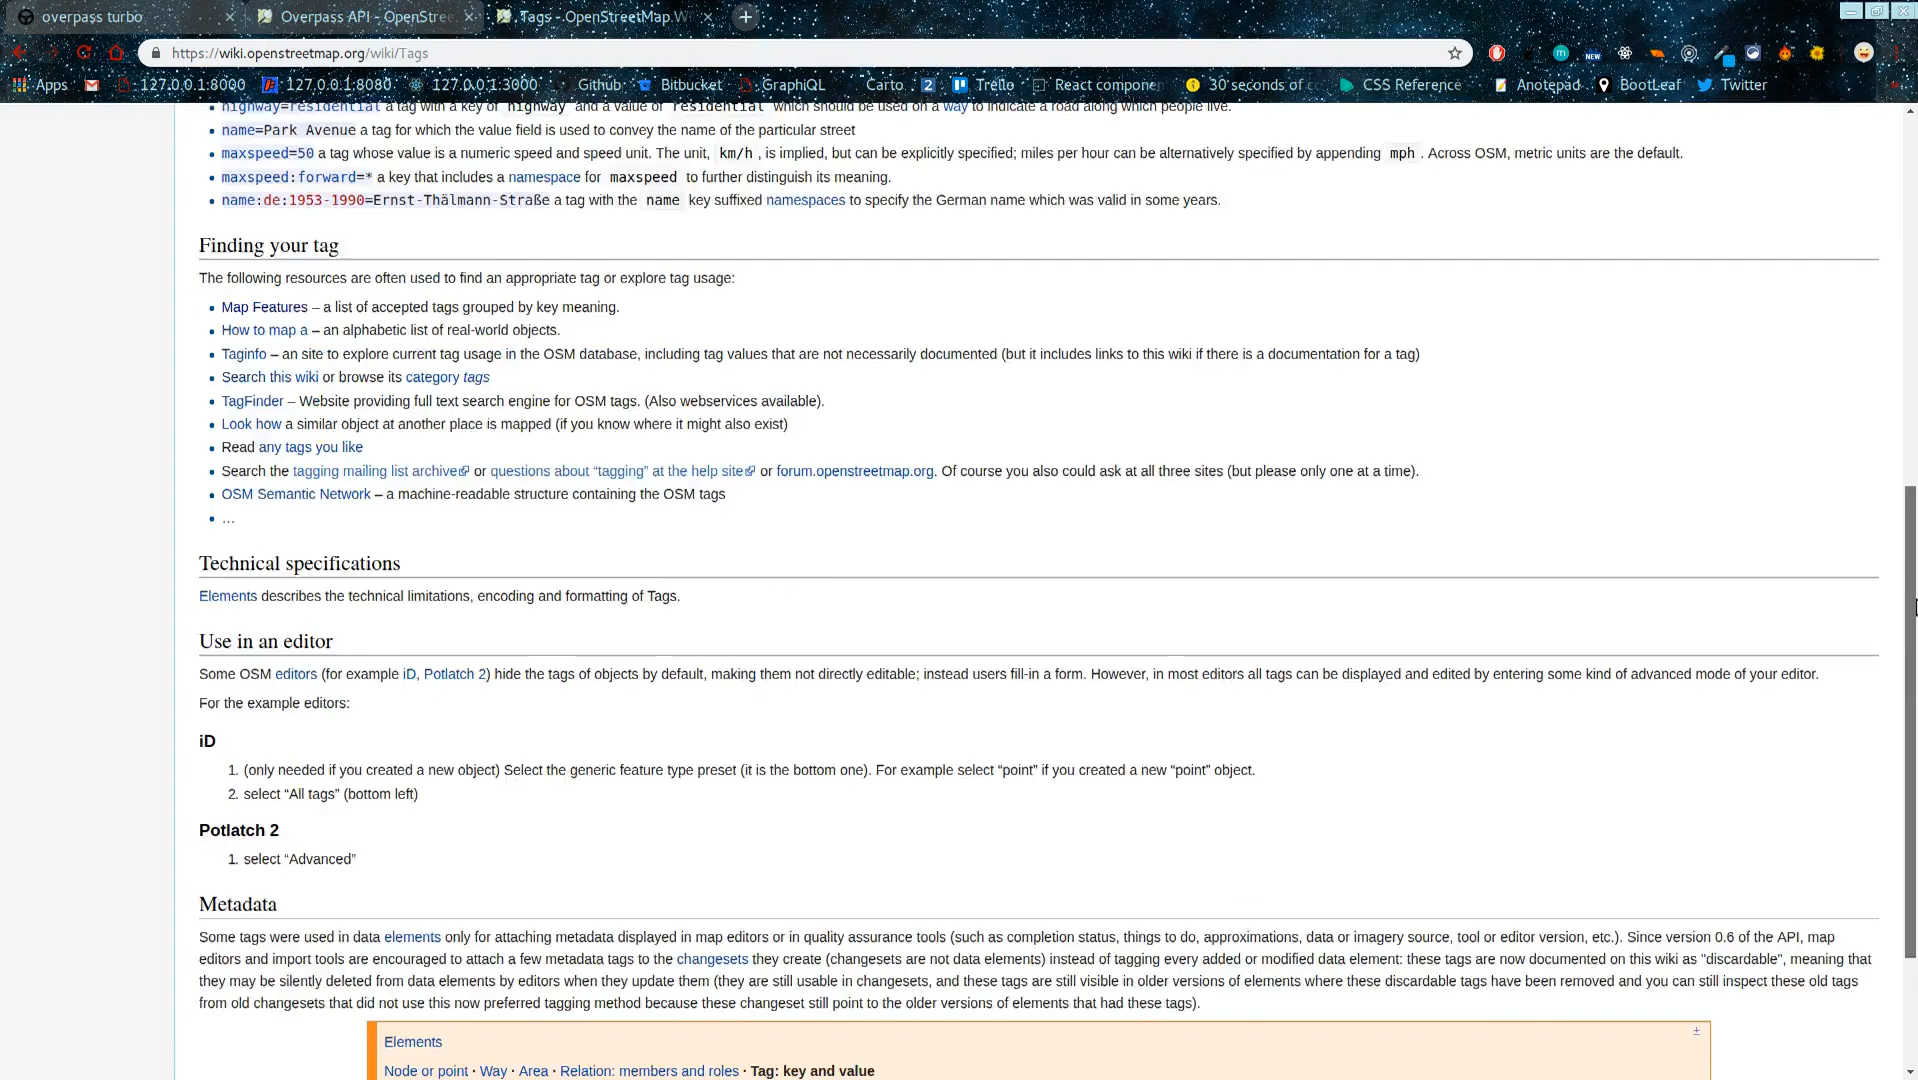 overpass turbo
Overpass API - OpenStree
Tags - OpenStreetMap Wi
https://wiki.openstreetmap.org/wiki/Tags
Apps 127.0.0.1:8000 127.0.0.1:8080 127.0.0.1:3000 Github Bitbucket GraphiQL Carto 2 Trello React componen 30 seconds of co CSS Reference Anotepad BootLeaf Twitter
highway=residential a tag with a key of highway and a value of residential which should be used on a way to indicate a road along which people live.
name=Park Avenue a tag for which the value field is used to convey the name of the particular street
maxspeed=50 a tag whose value is a numeric speed and speed unit. The unit, km/h , is implied, but can be explicitly specified; miles per hour can be alternatively specified by appending mph . Across OSM, metric units are the default.
maxspeed:forward=* a key that includes a namespace for maxspeed to further distinguish its meaning.
name:de:1953-1990=Ernst-Thälmann-Straße a tag with the name key suffixed namespaces to specify the German name which was valid in some years.
Finding your tag
The following resources are often used to find an appropriate tag or explore tag usage:
Map Features – a list of accepted tags grouped by key meaning.
How to map a – an alphabetic list of real-world objects.
Taginfo – an site to explore current tag usage in the OSM database, including tag values that are not necessarily documented (but it includes links to this wiki if there is a documentation for a tag)
Search this wiki or browse its category tags
TagFinder – Website providing full text search engine for OSM tags. (Also webservices available).
Look how a similar object at another place is mapped (if you know where it might also exist)
Read any tags you like
Search the tagging mailing list archive or questions about “tagging” at the help site or forum.openstreetmap.org. Of course you also could ask at all three sites (but please only one at a time).
OSM Semantic Network – a machine-readable structure containing the OSM tags
…
Technical specifications
Elements describes the technical limitations, encoding and formatting of Tags.
Use in an editor
Some OSM editors (for example iD, Potlatch 2) hide the tags of objects by default, making them not directly editable; instead users fill-in a form. However, in most editors all tags can be displayed and edited by entering some kind of advanced mode of your editor.
For the example editors:
iD
1. (only needed if you created a new object) Select the generic feature type preset (it is the bottom one). For example select “point” if you created a new “point” object.
2. select “All tags” (bottom left)
Potlatch 2
1. select “Advanced”
Metadata
Some tags were used in data elements only for attaching metadata displayed in map editors or in quality assurance tools (such as completion status, things to do, approximations, data or imagery source, tool or editor version, etc.). Since version 0.6 of the API, map
editors and import tools are encouraged to attach a few metadata tags to the changesets they create (changesets are not data elements) instead of tagging every added or modified data element: these tags are now documented on this wiki as "discardable", meaning that
they may be silently deleted from data elements by editors when they update them (they are still usable in changesets, and these tags are still visible in older versions of elements where these discardable tags have been removed and you can still inspect these old tags
from old changesets that did not use this now preferred tagging method because these changeset still point to the older versions of elements that had these tags).
±
Elements
Node or point · Way · Area · Relation: members and roles · Tag: key and value